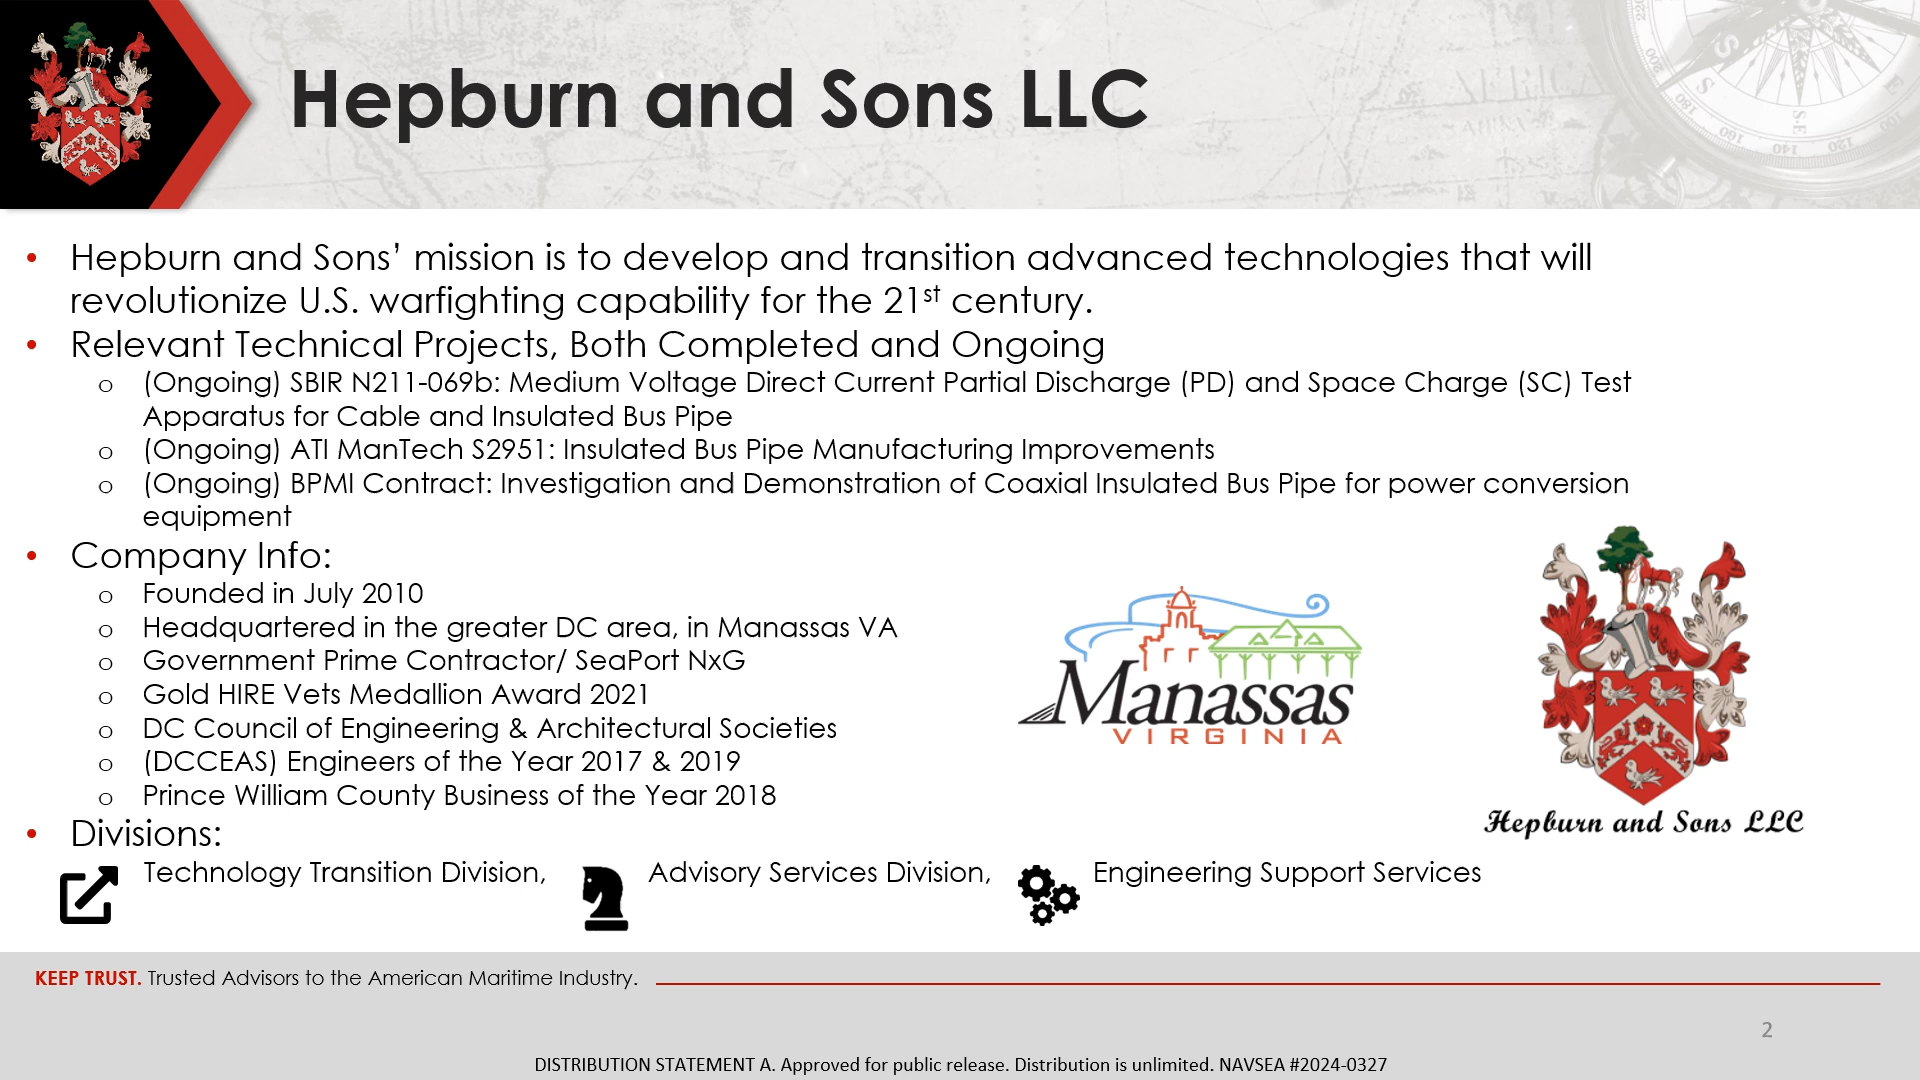 Hepburn and Sons LLC
• Hepburn and Sons’ mission is to develop and transition advanced technologies that will
revolutionize U.S. warfighting capability for the 21st century.
• Relevant Technical Projects, Both Completed and Ongoing
o (Ongoing) SBIR N211-069b: Medium Voltage Direct Current Partial Discharge (PD) and Space Charge (SC) Test
Apparatus for Cable and Insulated Bus Pipe
o (Ongoing) ATI ManTech S2951: Insulated Bus Pipe Manufacturing Improvements
o (Ongoing) BPMI Contract: Investigation and Demonstration of Coaxial Insulated Bus Pipe for power conversion
equipment
• Company Info:
o Founded in July 2010
o Headquartered in the greater DC area, in Manassas VA
o Government Prime Contractor/ SeaPort NxG
o Gold HIRE Vets Medallion Award 2021
o DC Council of Engineering & Architectural Societies
o (DCCEAS) Engineers of the Year 2017 & 2019
o Prince William County Business of the Year 2018
Manassas
VIRGINIA
Hepburn and Sons LLC
• Divisions:
Technology Transition Division, Advisory Services Division, Engineering Support Services
KEEP TRUST. Trusted Advisors to the American Maritime Industry.
2
DISTRIBUTION STATEMENT A. Approved for public release. Distribution is unlimited. NAVSEA #2024-0327